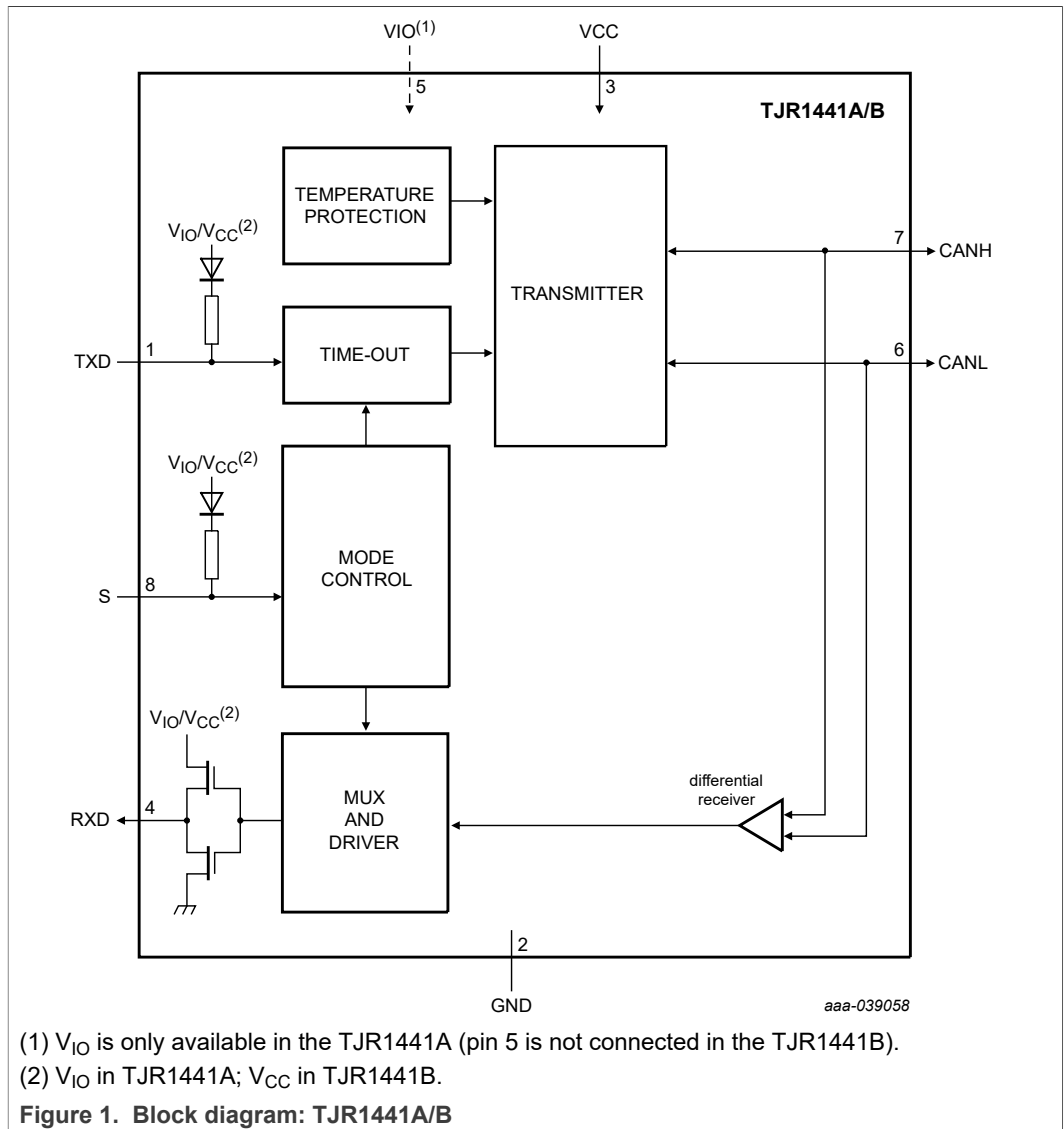 VIO(1)
VCC
5
3
TJR1441A/B
TEMPERATURE
PROTECTION
VIO/VCC(2)
TRANSMITTER
7
CANH
TXD
1
TIME-OUT
6
CANL
VIO/VCC(2)
MODE
CONTROL
S
8
VIO/VCC(2)
differential
receiver
RXD
4
MUX
AND
DRIVER
2
GND
aaa-039058
(1) VIO is only available in the TJR1441A (pin 5 is not connected in the TJR1441B).
(2) VIO in TJR1441A; VCC in TJR1441B.
Figure 1. Block diagram: TJR1441A/B